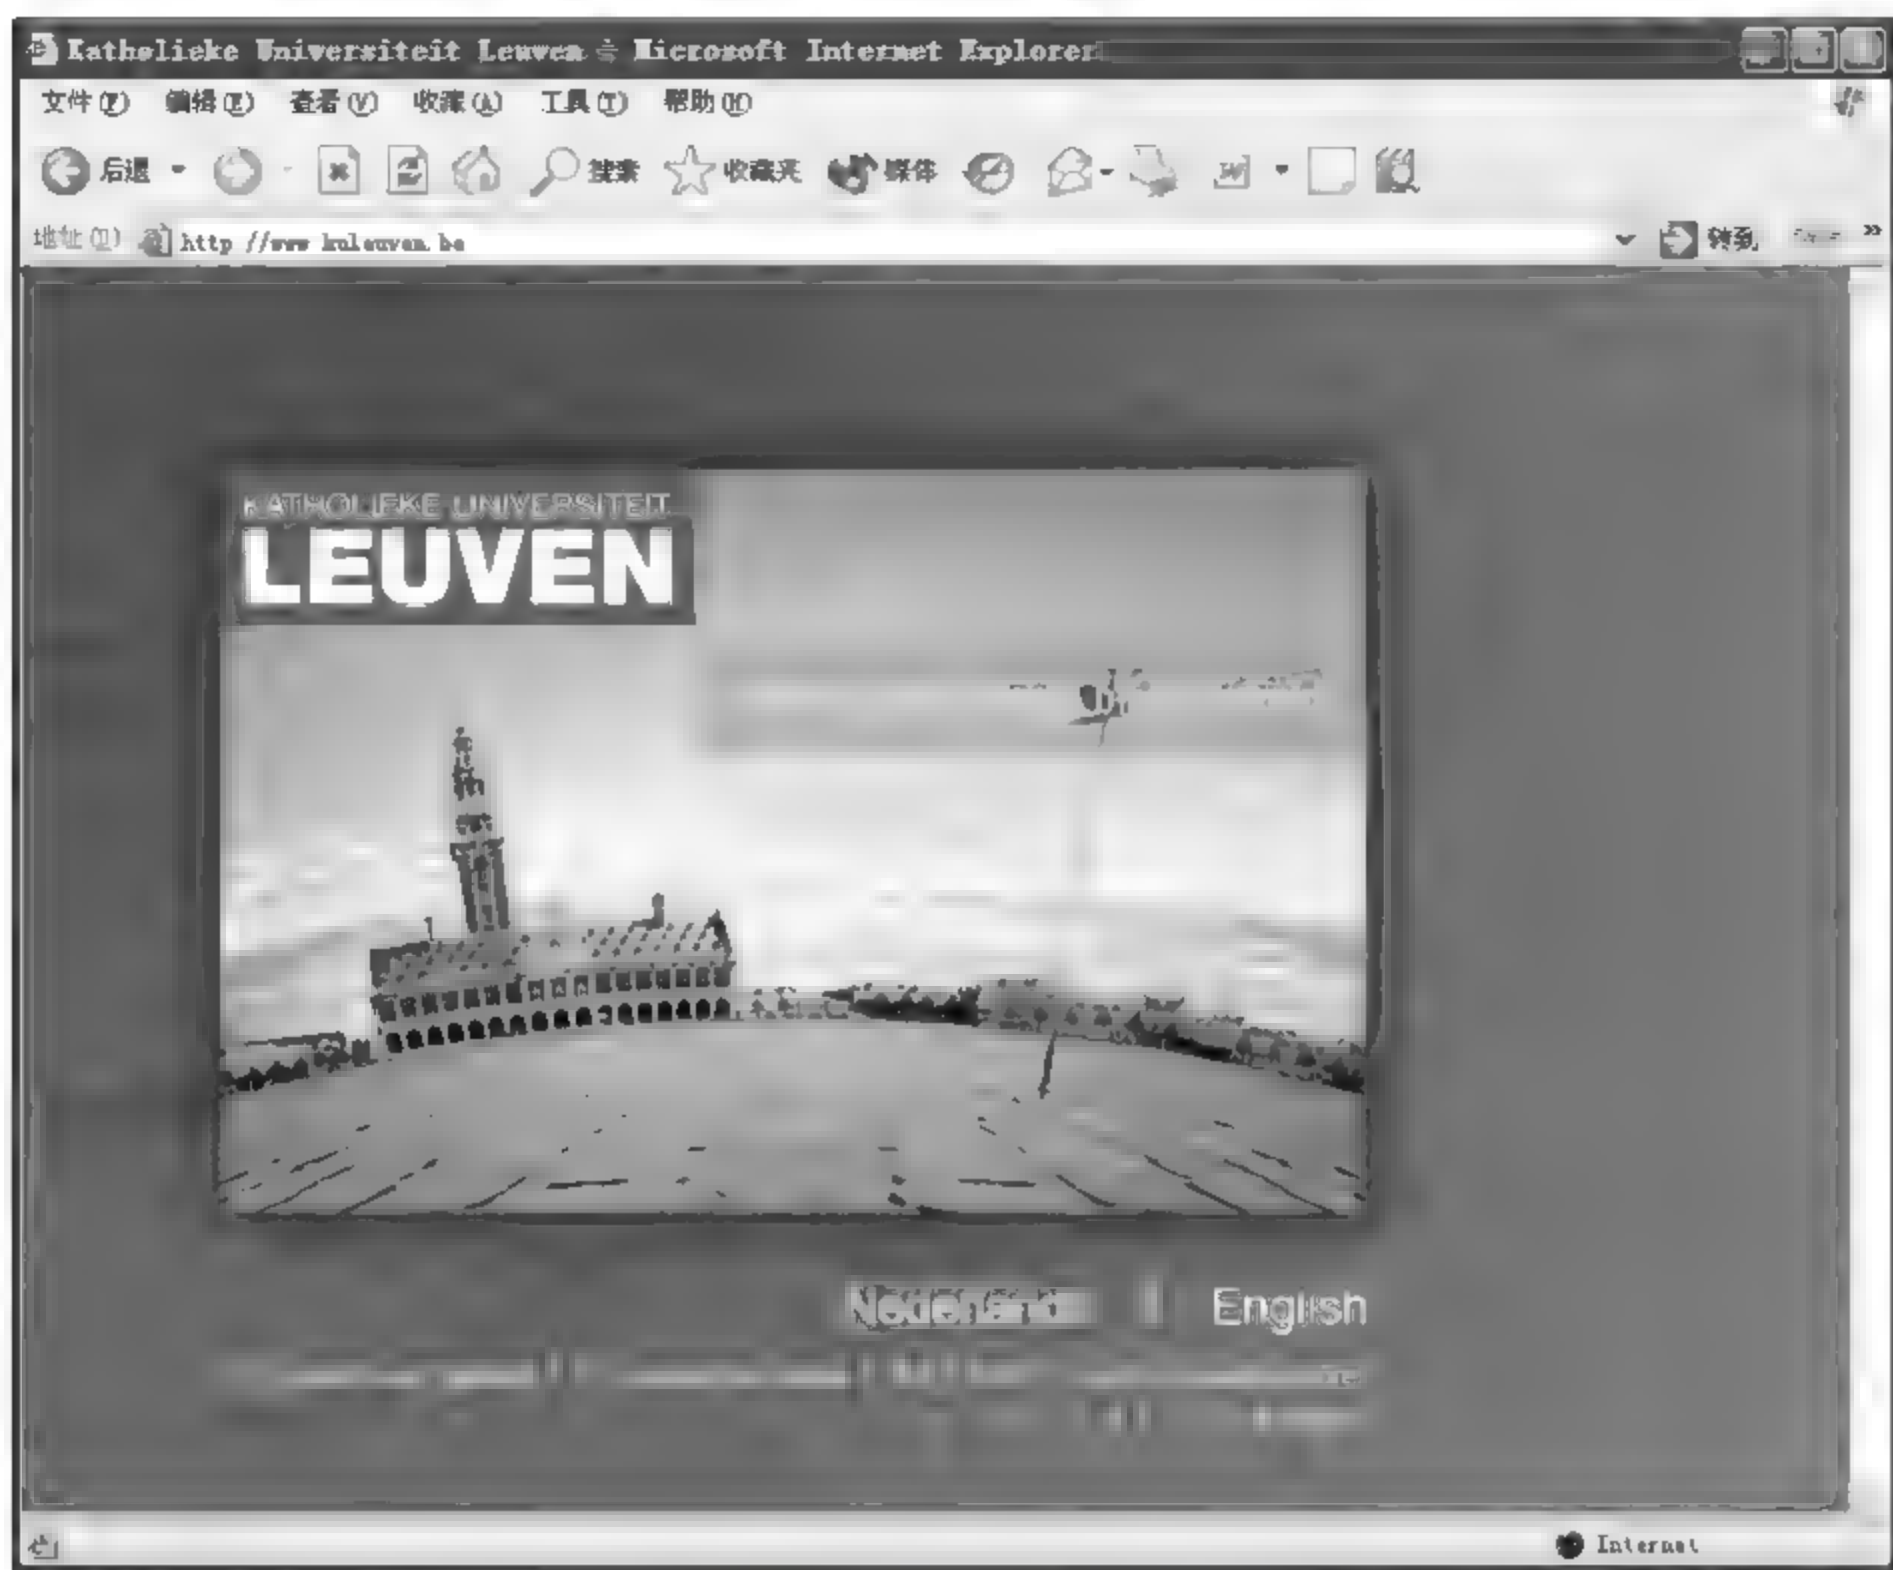 Katholieke Universiteit Leuven - Microsoft Internet Explorer
文件(F) 编辑(E) 查看(V) 收藏(A) 工具(T) 帮助(H)
后退 搜索 收藏夹 媒体
地址(D) http://www.kuleuven.be 转到 »
KATHOLIEKE UNIVERSITEIT
LEUVEN
Nederlands | English
Internet